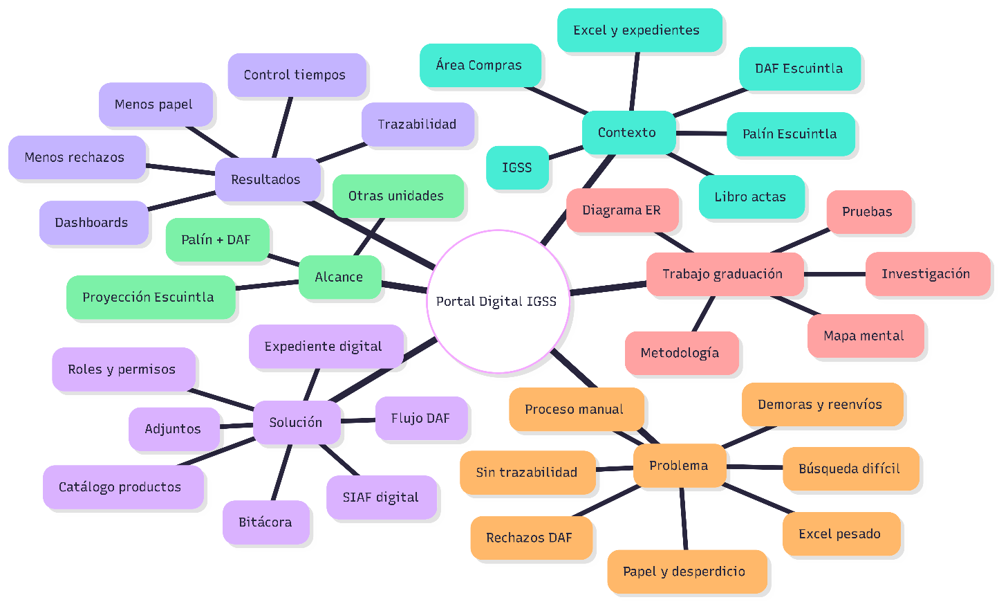 Excel y expedientes
Área Compras
DAF Escuintla
Control tiempos
Menos papel
Trazabilidad
Contexto
Palín Escuintla
Menos rechazos
IGSS
Resultados
Otras unidades
Libro actas
Diagrama ER
Pruebas
Dashboards
Palín + DAF
Alcance
Trabajo graduación
Investigación
Proyección Escuintla
Portal Digital IGSS
Mapa mental
Expediente digital
Metodología
Roles y permisos
Demoras y reenvíos
Proceso manual
Flujo DAF
Solución
Adjuntos
Problema
Búsqueda difícil
Sin trazabilidad
Catálogo productos
SIAF digital
Bitácora
Excel pesado
Rechazos DAF
Papel y desperdicio